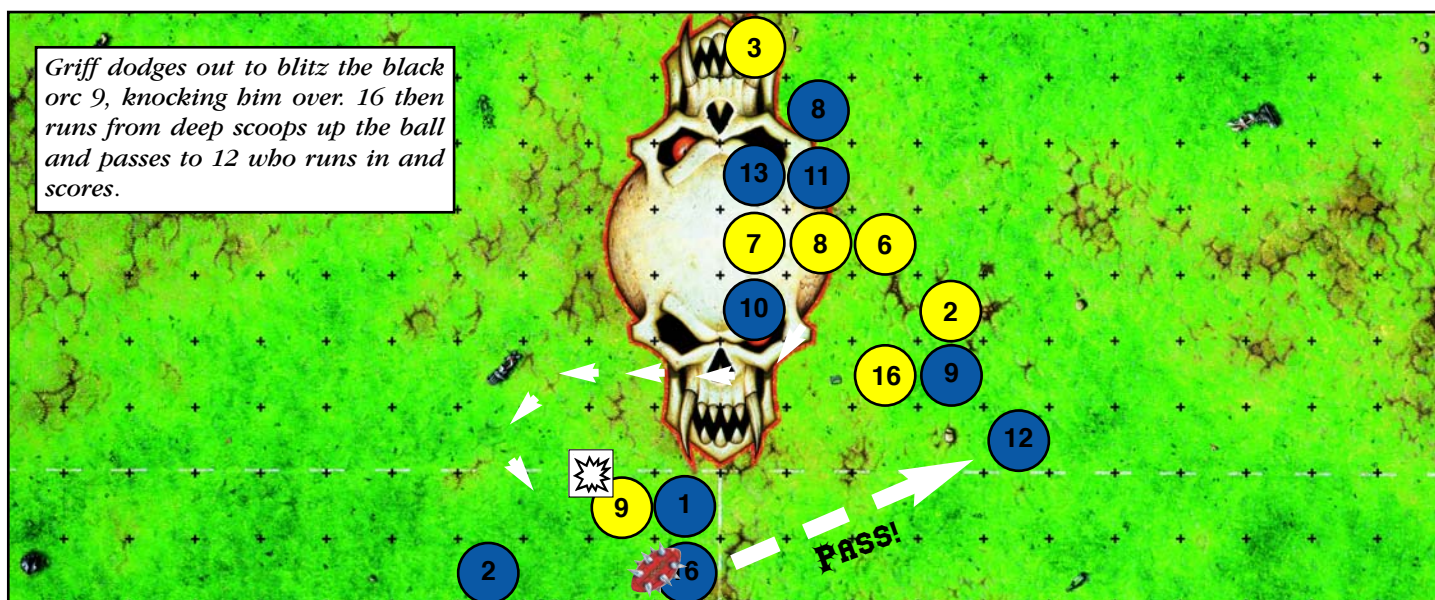 Griff dodges out to blitz the black
orc 9, knocking him over. 16 then
runs from deep scoops up the ball
and passes to 12 who runs in and
scores.
3
8
13 11
7 8 6
10
2
16 9
12
9 1
2
6
PASS!